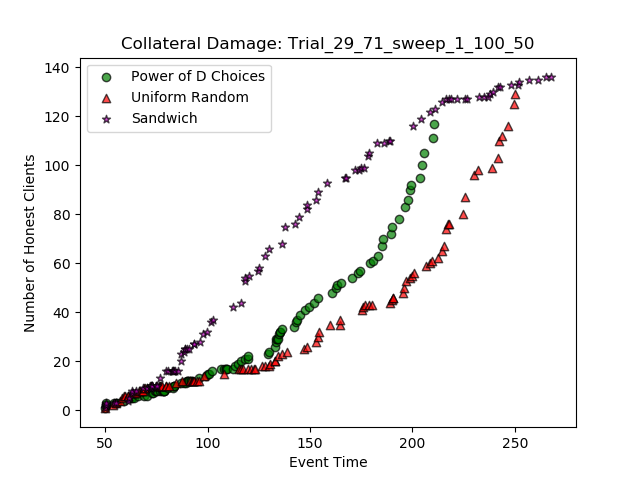 Collateral Damage: Trial_29_71_sweep_1_100_50
140
120
100
80
60
40
20
0
Number of Honest Clients
Power of D Choices
Uniform Random
Sandwich
50 100 150 200 250
Event Time